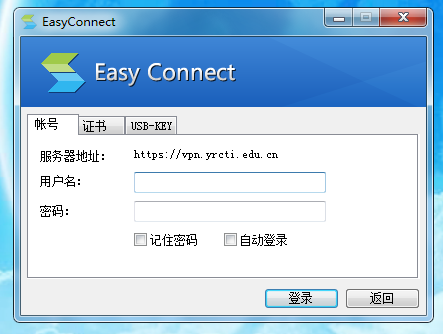 EasyConnect
Easy Connect
帐号 证书 USB-KEY
服务器地址: https://vpn.yrcti.edu.cn
用户名:
密码:
记住密码 自动登录
登录 返回